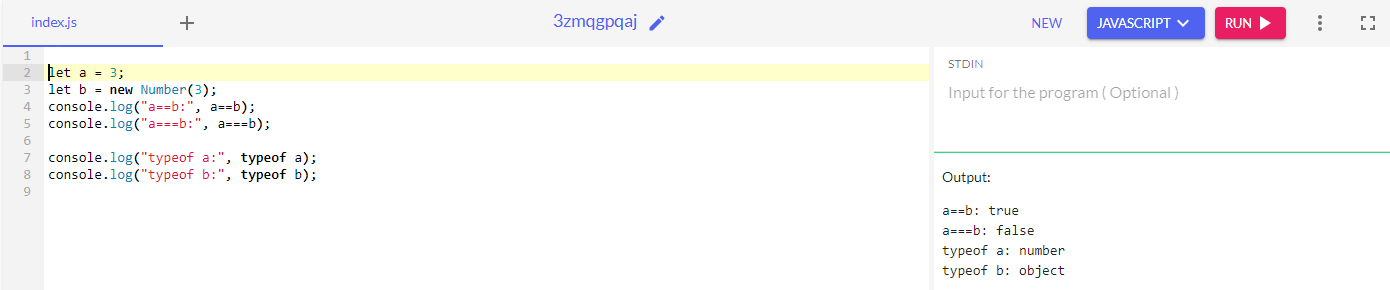 index.js +
3zmqgpqaj
NEW
JAVASCRIPT
RUN
1
2 let a = 3;
3 let b = new Number(3);
4 console.log("a==b:", a==b);
5 console.log("a===b:", a===b);
6
7 console.log("typeof a:", typeof a);
8 console.log("typeof b:", typeof b);
9
STDIN
Input for the program ( Optional )
Output:
a==b: true
a===b: false
typeof a: number
typeof b: object